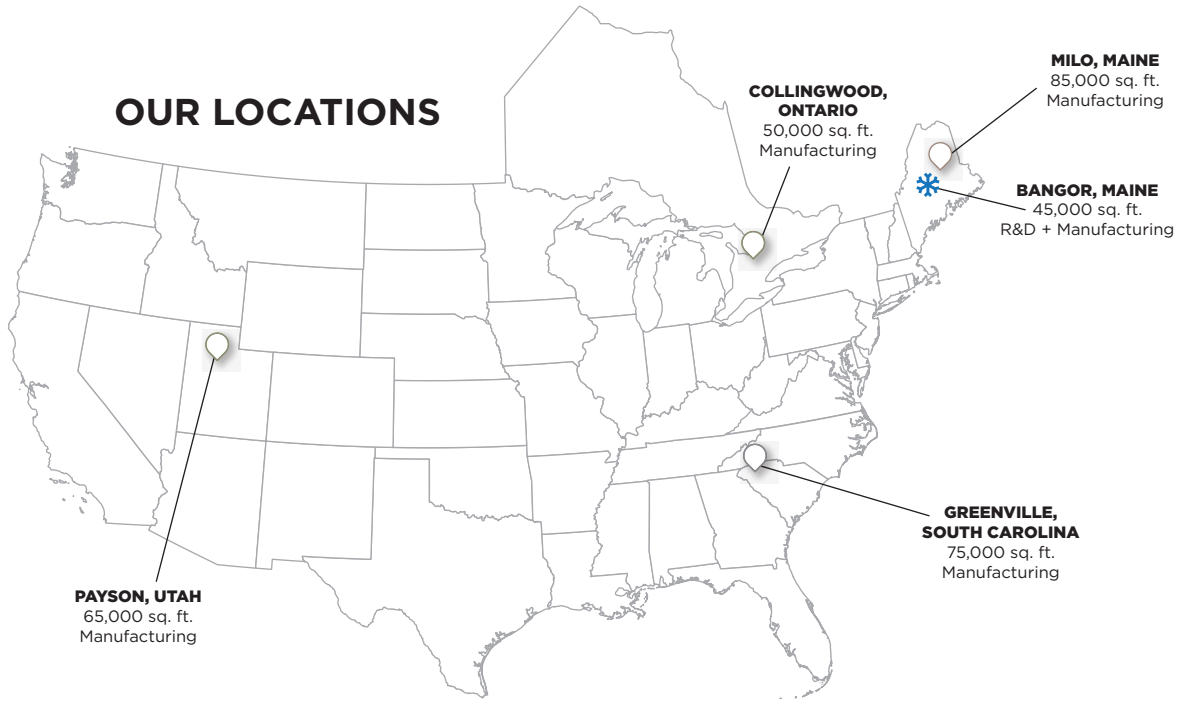 OUR LOCATIONS
COLLINGWOOD,
ONTARIO
50,000 sq. ft.
Manufacturing
MILO, MAINE
85,000 sq. ft.
Manufacturing
BANGOR, MAINE
45,000 sq. ft.
R&D + Manufacturing
GREENVILLE,
SOUTH CAROLINA
75,000 sq. ft.
Manufacturing
PAYSON, UTAH
65,000 sq. ft.
Manufacturing